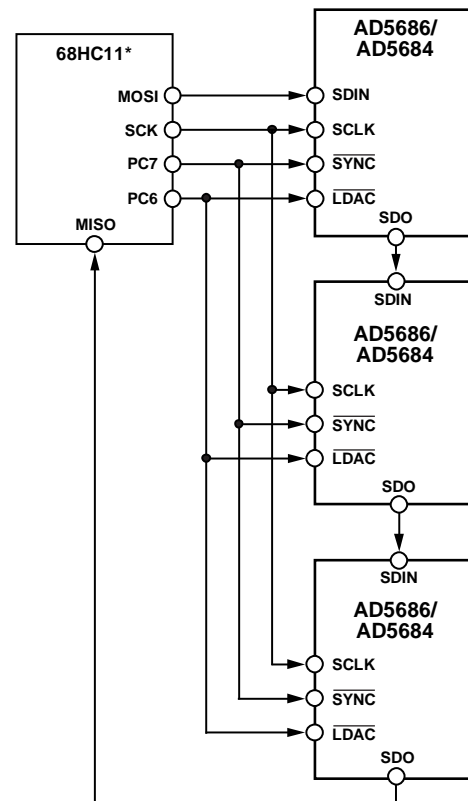 68HC11*
MOSI
SCK
PC7
PC6
MISO
AD5686/
AD5684
SDIN
SCLK
SYNC
LDAC
SDO
SDIN
AD5686/
AD5684
SCLK
SYNC
LDAC
SDO
SDIN
AD5686/
AD5684
SCLK
SYNC
LDAC
SDO